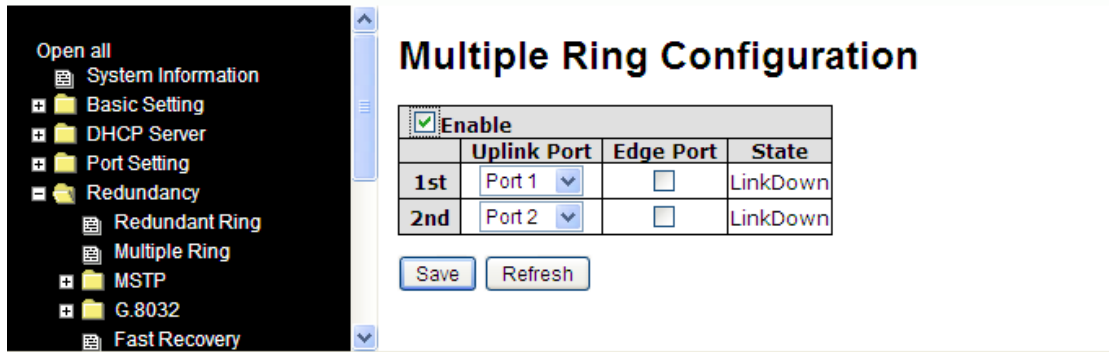 Open all
System Information
Basic Setting
DHCP Server
Port Setting
Redundancy
Redundant Ring
Multiple Ring
MSTP
G.8032
Fast Recovery
Multiple Ring Configuration
Enable
Uplink Port Edge Port State
1st Port 1 LinkDown
2nd Port 2 LinkDown
Save Refresh